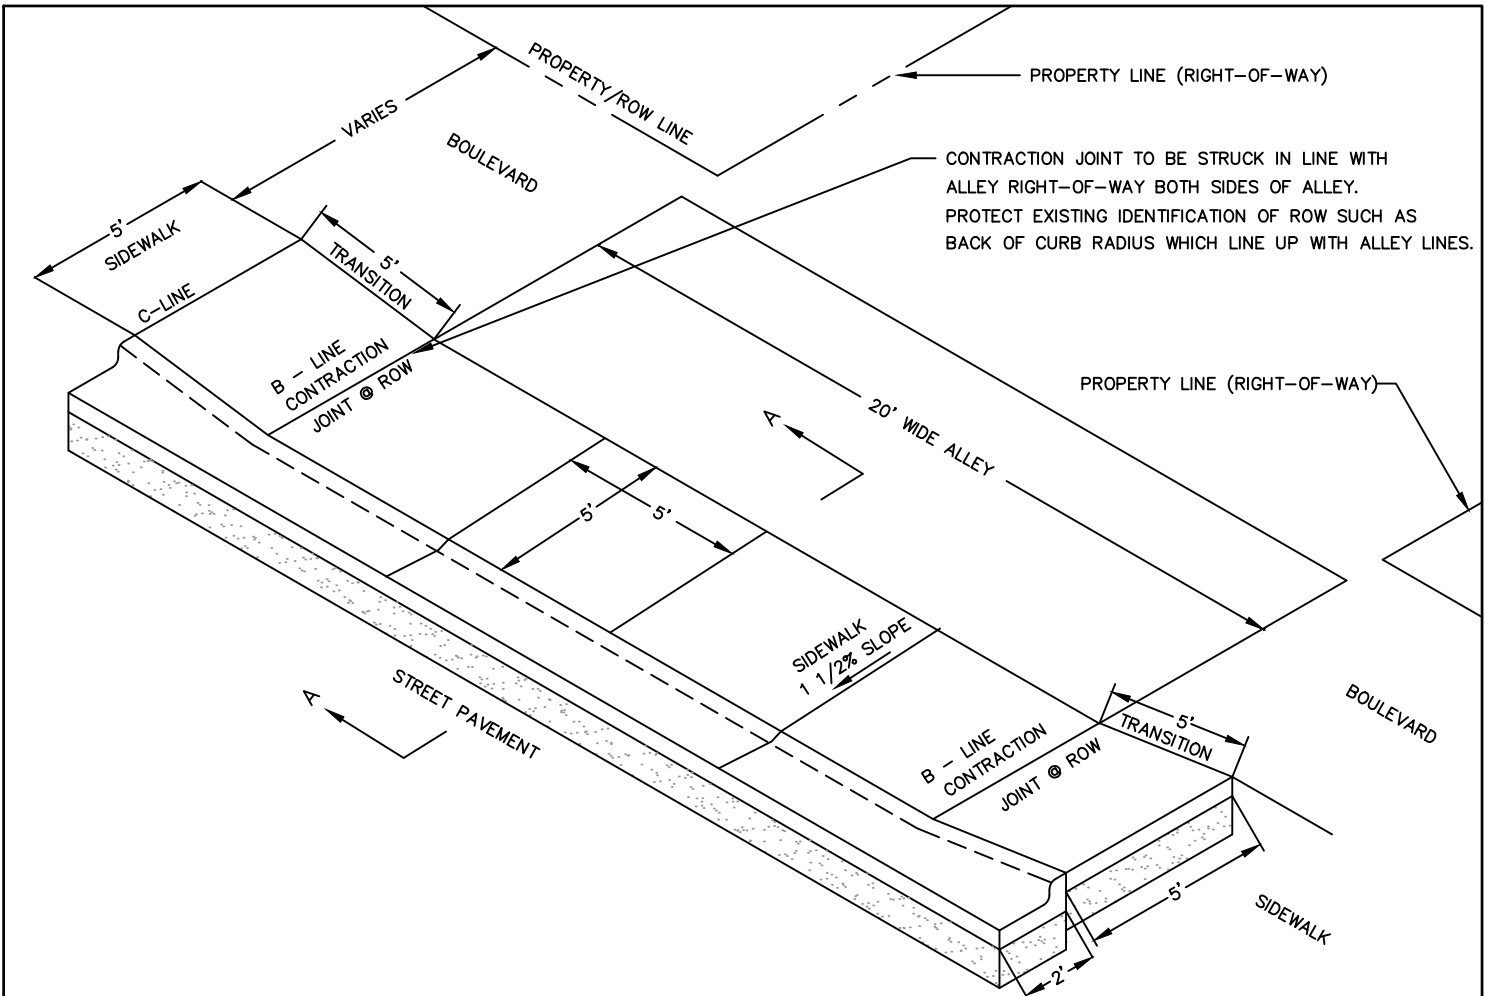 PROPERTY/ROW LINE
PROPERTY LINE (RIGHT-OF-WAY)
VARIES
BOULEVARD
CONTRACTION JOINT TO BE STRUCK IN LINE WITH
ALLEY RIGHT-OF-WAY BOTH SIDES OF ALLEY.
PROTECT EXISTING IDENTIFICATION OF ROW SUCH AS
BACK OF CURB RADIUS WHICH LINE UP WITH ALLEY LINES.
5'
SIDEWALK
5'
TRANSITION
C-LINE
B - LINE
CONTRACTION
JOINT @ ROW
PROPERTY LINE (RIGHT-OF-WAY)
20' WIDE ALLEY
A
5'
5'
SIDEWALK
1 1/2% SLOPE
A
STREET PAVEMENT
BOULEVARD
5'
TRANSITION
B - LINE
CONTRACTION
JOINT @ ROW
5'
SIDEWALK
2'